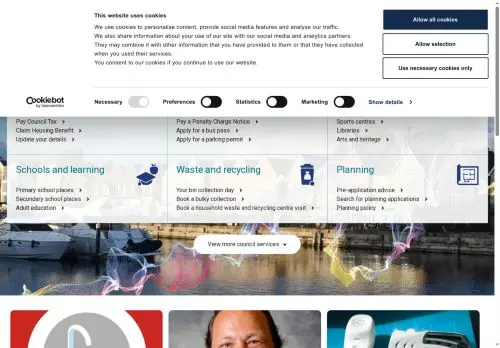 This website uses cookies
We use cookies to personalise content, provide social media features and analyse our traffic.
We also share information about your use of our site with our social media and analytics partners.
They may combine it with other information that you have provided to them or that they have collected
when you used their services.
You consent to our cookies if you continue to use our website.
Allow all cookies
Allow selection
Use necessary cookies only
Cookiebot
by Usercentrics
Necessary
Preferences
Statistics
Marketing
Show details
Pay Council Tax
Claim Housing Benefit
Update your details
Pay a Penalty Charge Notice
Apply for a bus pass
Apply for a parking permit
Sports centres
Libraries
Arts and heritage
Schools and learning
Primary school places
Secondary school places
Adult education
Waste and recycling
Your bin collection day
Book a bulky collection
Book a household waste and recycling centre visit
Planning
Pre-application advice
Search for planning applications
Planning policy
View more council services